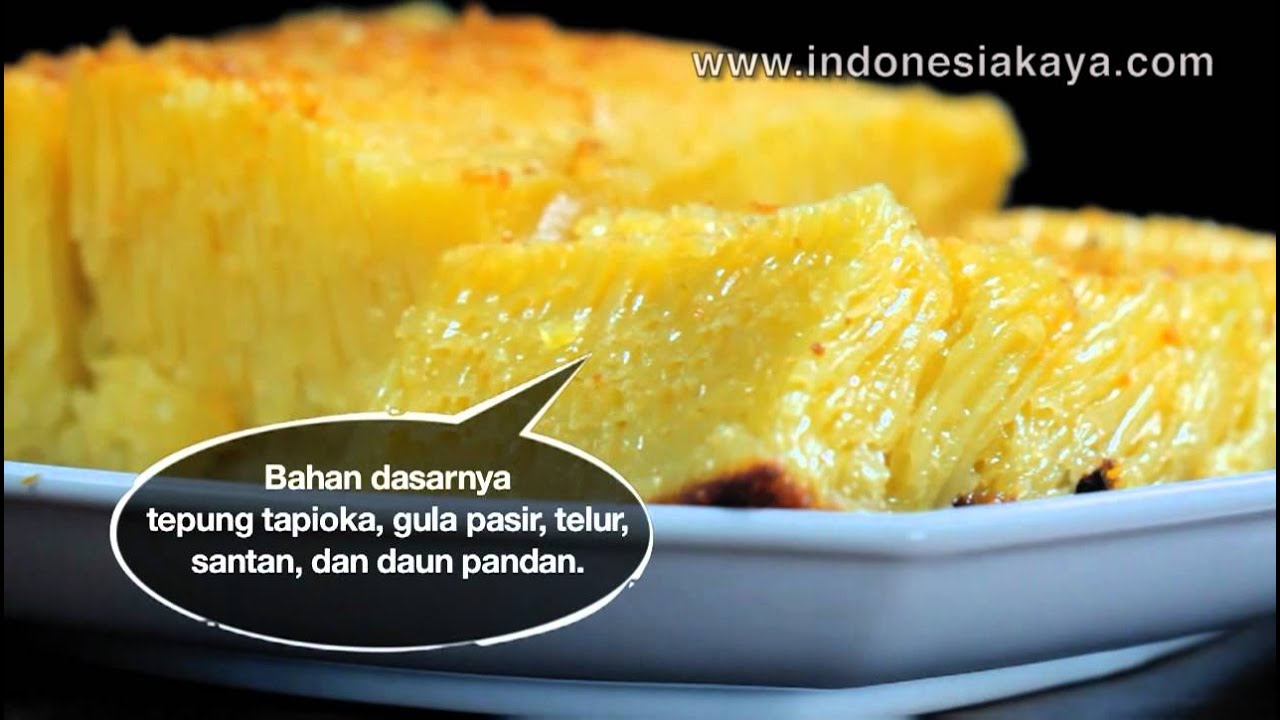 www.indonesiakaya.com
Bahan dasarnya
tepung tapioka, gula pasir, telur,
santan, dan daun pandan.